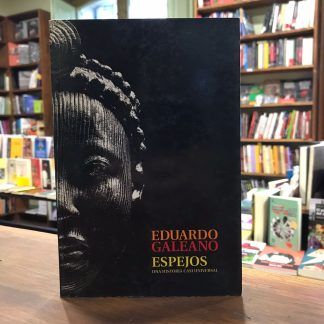 EDUARDO
GALEANO
ESPEJOS
UNA HISTORIA CASI UNIVERSAL